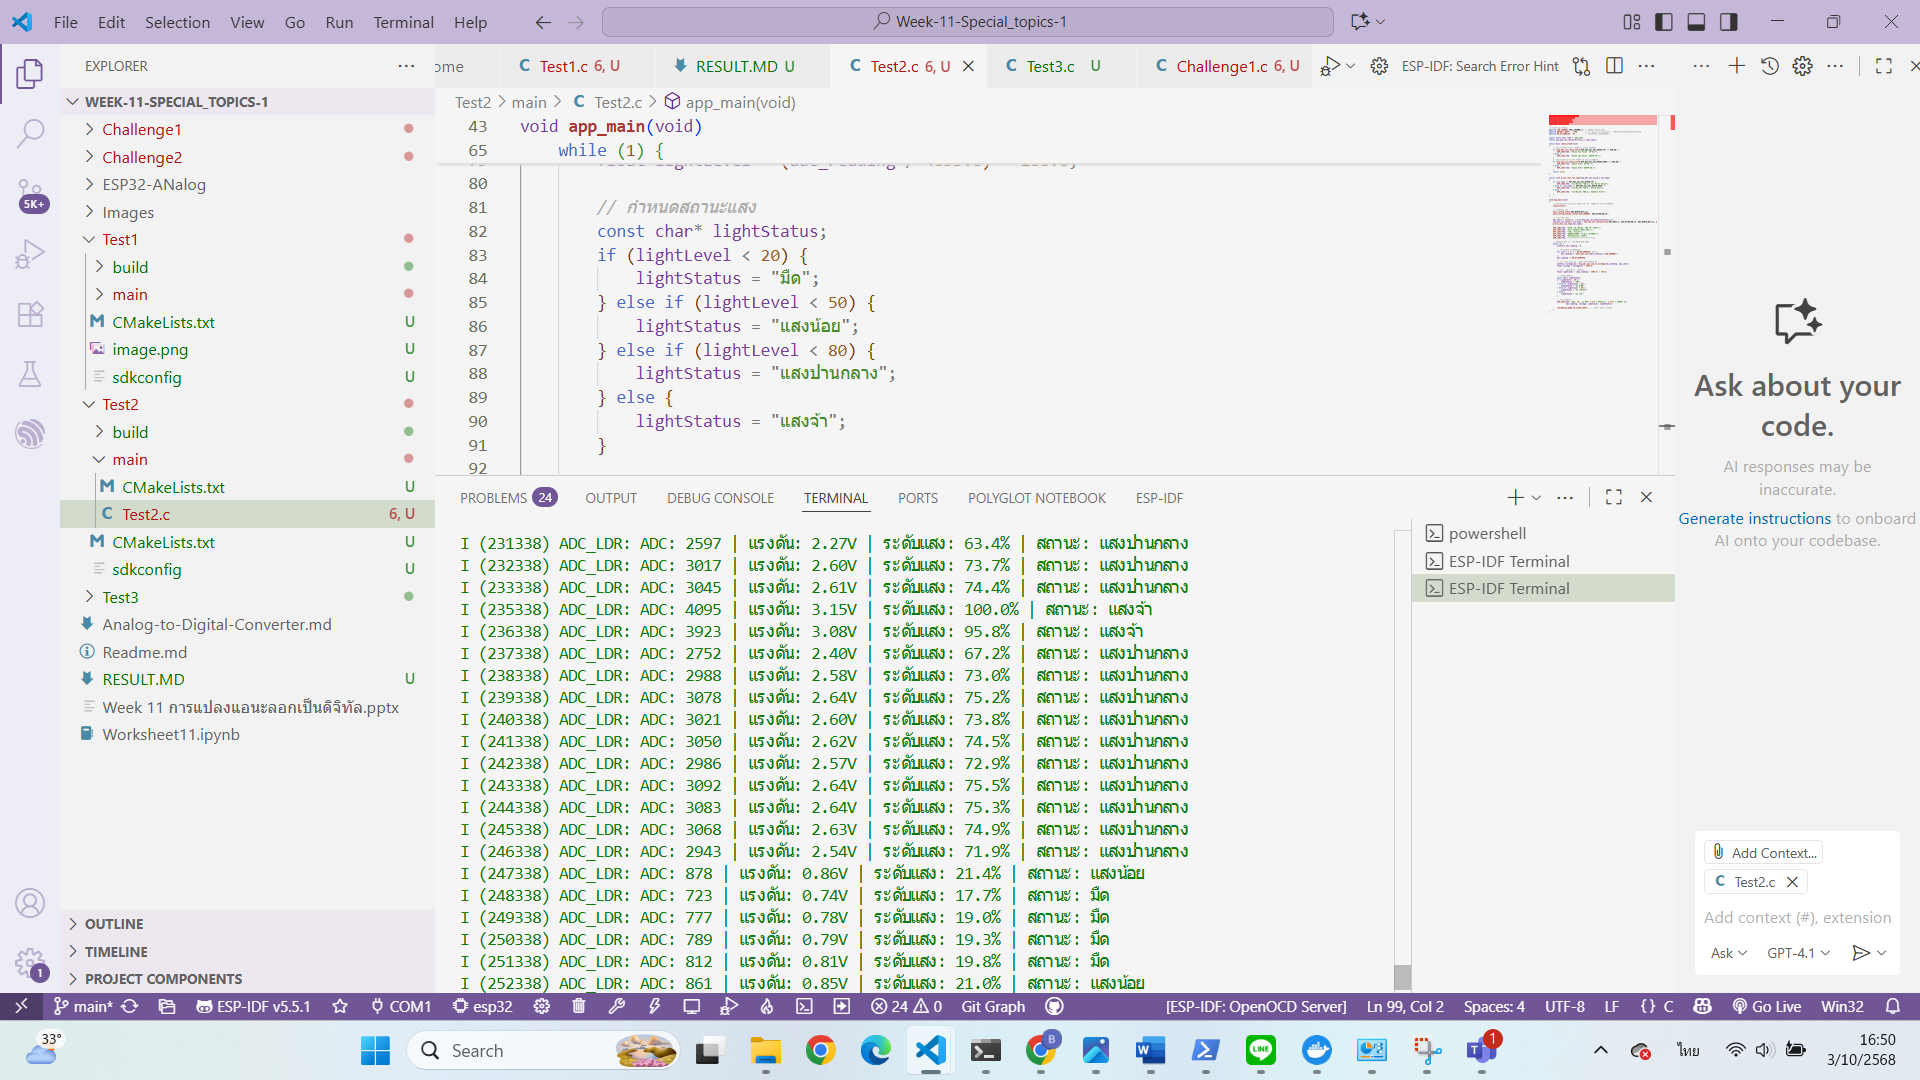 File Edit Selection View Go Run Terminal Help
Week-11-Special_topics-1
EXPLORER
WEEK-11-SPECIAL_TOPICS-1
Challenge1
Challenge2
ESP32-ANalog
Images
Test1
build
main
CMakeLists.txt U
image.png U
sdkconfig U
Test2
build
main
CMakeLists.txt U
Test2.c 6, U
CMakeLists.txt U
sdkconfig U
Test3
Analog-to-Digital-Converter.md
Readme.md
RESULT.MD U
Week 11 การแปลงแอนะลอกเป็นดิจิทัล.pptx
Worksheet11.ipynb
OUTLINE
TIMELINE
PROJECT COMPONENTS
5K+
1
ome Test1.c 6, U RESULT.MD U Test2.c 6, U Test3.c U Challenge1.c 6, U ESP-IDF: Search Error Hint
Test2 > main > Test2.c > app_main(void)
43 void app_main(void)
65 while (1) {
80
81 // กำหนดสถานะแสง
82 const char* lightStatus;
83 if (lightLevel < 20) {
84 lightStatus = "มืด";
85 } else if (lightLevel < 50) {
86 lightStatus = "แสงน้อย";
87 } else if (lightLevel < 80) {
88 lightStatus = "แสงปานกลาง";
89 } else {
90 lightStatus = "แสงจ้า";
91 }
92
PROBLEMS 24 OUTPUT DEBUG CONSOLE TERMINAL PORTS POLYGLOT NOTEBOOK ESP-IDF
I (231338) ADC_LDR: ADC: 2597 | แรงดัน: 2.27V | ระดับแสง: 63.4% | สถานะ: แสงปานกลาง
I (232338) ADC_LDR: ADC: 3017 | แรงดัน: 2.60V | ระดับแสง: 73.7% | สถานะ: แสงปานกลาง
I (233338) ADC_LDR: ADC: 3045 | แรงดัน: 2.61V | ระดับแสง: 74.4% | สถานะ: แสงปานกลาง
I (235338) ADC_LDR: ADC: 4095 | แรงดัน: 3.15V | ระดับแสง: 100.0% | สถานะ: แสงจ้า
I (236338) ADC_LDR: ADC: 3923 | แรงดัน: 3.08V | ระดับแสง: 95.8% | สถานะ: แสงจ้า
I (237338) ADC_LDR: ADC: 2752 | แรงดัน: 2.40V | ระดับแสง: 67.2% | สถานะ: แสงปานกลาง
I (238338) ADC_LDR: ADC: 2988 | แรงดัน: 2.58V | ระดับแสง: 73.0% | สถานะ: แสงปานกลาง
I (239338) ADC_LDR: ADC: 3078 | แรงดัน: 2.64V | ระดับแสง: 75.2% | สถานะ: แสงปานกลาง
I (240338) ADC_LDR: ADC: 3021 | แรงดัน: 2.60V | ระดับแสง: 73.8% | สถานะ: แสงปานกลาง
I (241338) ADC_LDR: ADC: 3050 | แรงดัน: 2.62V | ระดับแสง: 74.5% | สถานะ: แสงปานกลาง
I (242338) ADC_LDR: ADC: 2986 | แรงดัน: 2.57V | ระดับแสง: 72.9% | สถานะ: แสงปานกลาง
I (243338) ADC_LDR: ADC: 3092 | แรงดัน: 2.64V | ระดับแสง: 75.5% | สถานะ: แสงปานกลาง
I (244338) ADC_LDR: ADC: 3083 | แรงดัน: 2.64V | ระดับแสง: 75.3% | สถานะ: แสงปานกลาง
I (245338) ADC_LDR: ADC: 3068 | แรงดัน: 2.63V | ระดับแสง: 74.9% | สถานะ: แสงปานกลาง
I (246338) ADC_LDR: ADC: 2943 | แรงดัน: 2.54V | ระดับแสง: 71.9% | สถานะ: แสงปานกลาง
I (247338) ADC_LDR: ADC: 878 | แรงดัน: 0.86V | ระดับแสง: 21.4% | สถานะ: แสงน้อย
I (248338) ADC_LDR: ADC: 723 | แรงดัน: 0.74V | ระดับแสง: 17.7% | สถานะ: มืด
I (249338) ADC_LDR: ADC: 777 | แรงดัน: 0.78V | ระดับแสง: 19.0% | สถานะ: มืด
I (250338) ADC_LDR: ADC: 789 | แรงดัน: 0.79V | ระดับแสง: 19.3% | สถานะ: มืด
I (251338) ADC_LDR: ADC: 812 | แรงดัน: 0.81V | ระดับแสง: 19.8% | สถานะ: มืด
I (252338) ADC_LDR: ADC: 861 | แรงดัน: 0.85V | ระดับแสง: 21.0% | สถานะ: แสงน้อย
powershell
ESP-IDF Terminal
ESP-IDF Terminal
Ask about your
code.
AI responses may be
inaccurate.
Generate instructions to onboard
AI onto your codebase.
Add Context...
Test2.c
Add context (#), extension
Ask GPT-4.1
main* ESP-IDF v5.5.1 COM1 esp32 24 0 Git Graph [ESP-IDF: OpenOCD Server] Ln 99, Col 2 Spaces: 4 UTF-8 LF {} C Go Live Win32
33°
Search
B
LINE
1
ไทย
16:50
3/10/2568